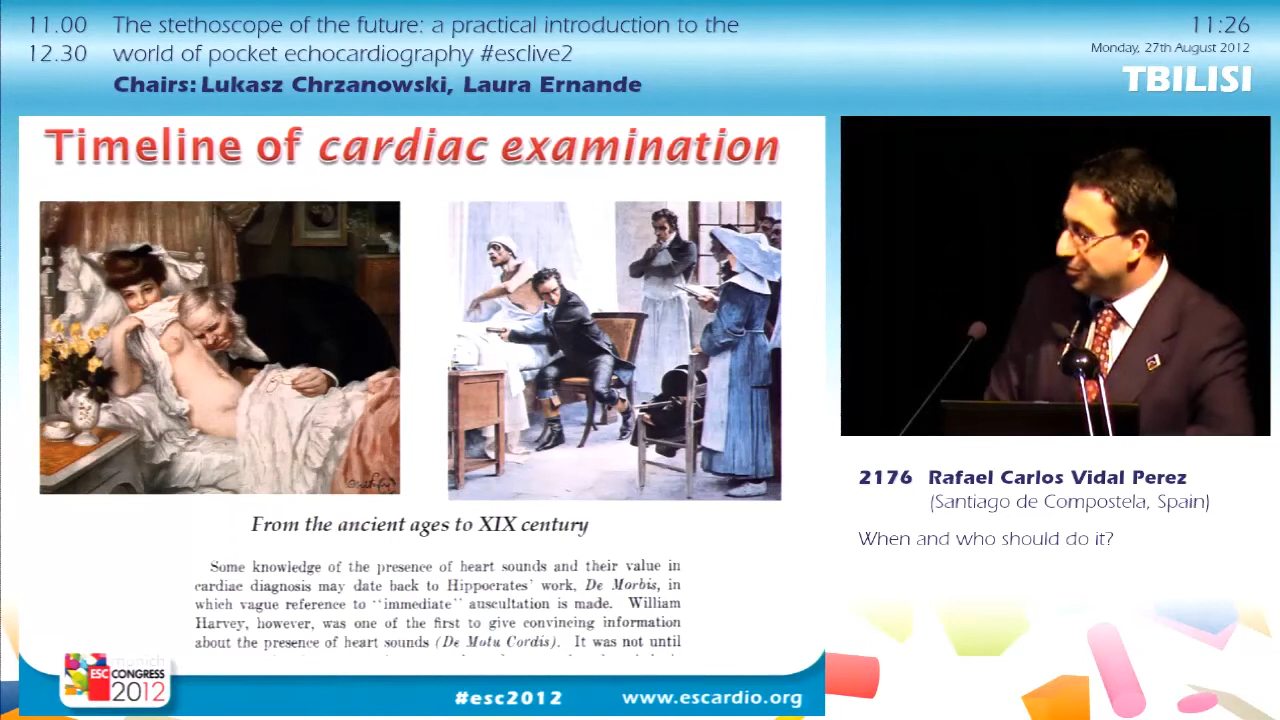 11.00 The stethoscope of the future: a practical introduction to the
12.30 world of pocket echocardiography #esclive2
Chairs: Lukasz Chrzanowski, Laura Ernande
11:26
Monday, 27th August 2012
TBILISI
Timeline of cardiac examination
From the ancient ages to XIX century
Some knowledge of the presence of heart sounds and their value in
cardiac diagnosis may date back to Hippocrates' work, De Morbis, in
which vague reference to "immediate" auscultation is made. William
Harvey, however, was one of the first to give convincing information
about the presence of heart sounds (De Motu Cordis). It was not until
2176 Rafael Carlos Vidal Perez
(Santiago de Compostela, Spain)
When and who should do it?
munich
ESC CONGRESS
2012
#esc2012 www.escardio.org